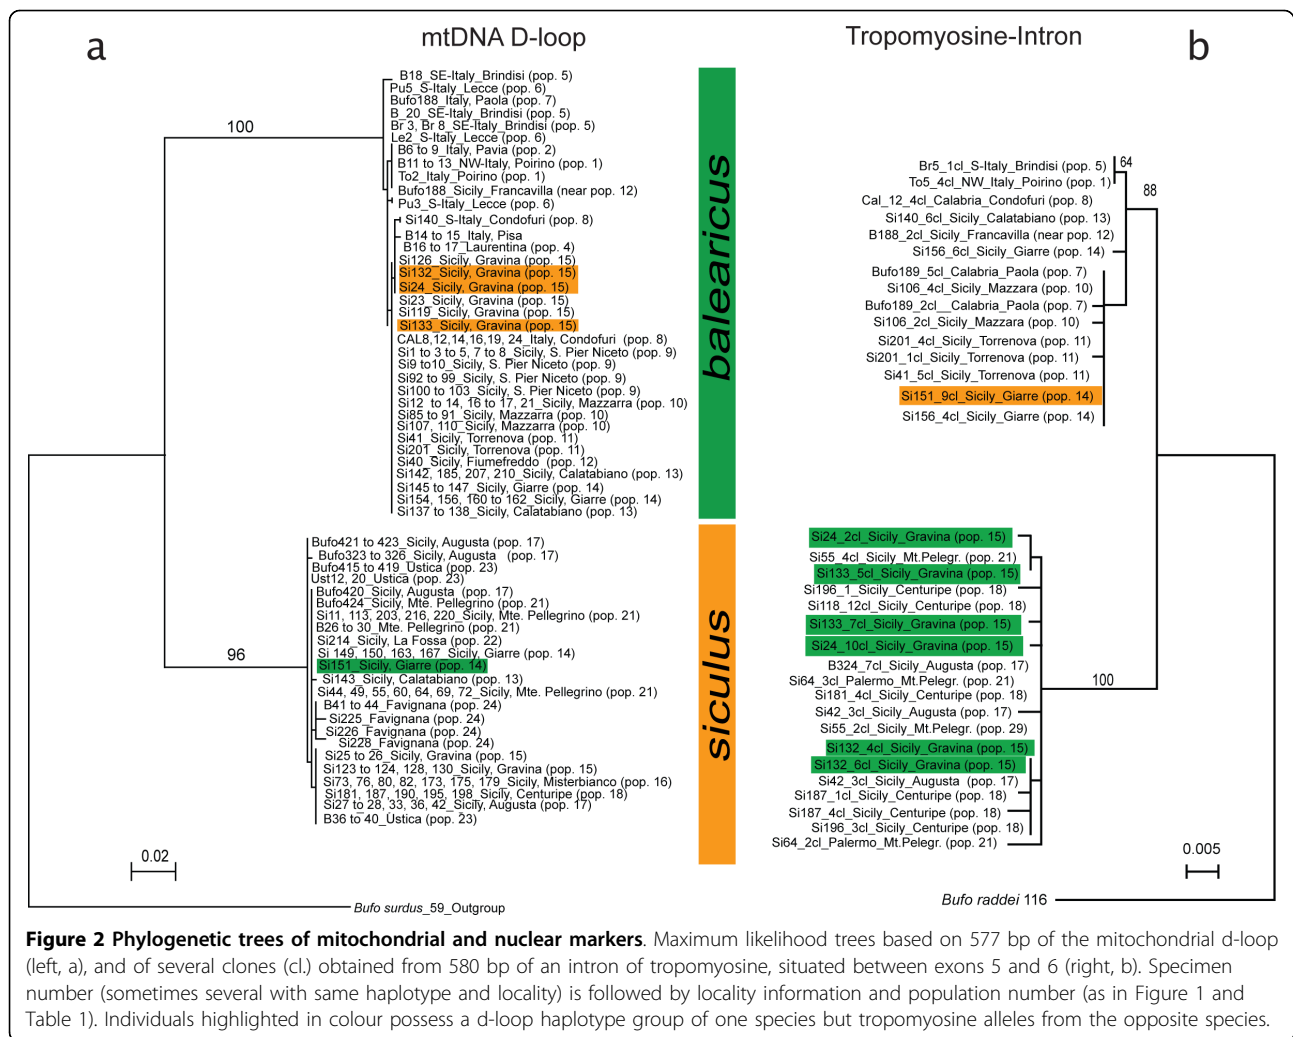 a
mtDNA D-loop
Tropomyosine-Intron
b
B18_SE-Italy_Brindisi (pop. 5)
Pu5_S-Italy_Lecce (pop. 6)
Bufo188_Italy, Paola (pop. 7)
B_20_SE-Italy_Brindisi (pop. 5)
Br 3, Br 8_SE-Italy_Brindisi (pop. 5)
Le2_S-Italy_Lecce (pop. 6)
B6 to 9_Italy, Pavia (pop. 2)
B11 to 13_NW-Italy, Poirino (pop. 1)
To2_Italy_Poirino (pop. 1)
Bufo188_Sicily_Francavilla (near pop. 12)
Pu3_S-Italy_Lecce (pop. 6)
Si140_S-Italy_Condofuri (pop. 8)
B14 to 15_Italy, Pisa
B16 to 17_Laurentina (pop. 4)
Si126_Sicily, Gravina (pop. 15)
Si132_Sicily, Gravina (pop. 15)
Si24_Sicily, Gravina (pop. 15)
Si23_Sicily, Gravina (pop. 15)
Si119_Sicily, Gravina (pop. 15)
Si133_Sicily, Gravina (pop. 15)
CAL8,12,14,16,19, 24_Italy, Condofuri (pop. 8)
Si1 to 3 to 5, 7 to 8_Sicily, S. Pier Niceto (pop. 9)
Si9 to10_Sicily, S. Pier Niceto (pop. 9)
Si92 to 99_Sicily, S. Pier Niceto (pop. 9)
Si100 to 103_Sicily, S. Pier Niceto (pop. 9)
Si12 to 14, 16 to 17, 21_Sicily, Mazzarra (pop. 10)
Si85 to 91_Sicily, Mazzarra (pop. 10)
Si107, 110_Sicily, Mazzarra (pop. 10)
Si41_Sicily, Torrenova (pop. 11)
Si201_Sicily, Torrenova (pop. 11)
Si40_Sicily, Fiumefreddo (pop. 12)
Si142, 185, 207, 210_Sicily, Calatabiano (pop. 13)
Si145 to 147_Sicily, Giarre (pop. 14)
Si154, 156, 160 to 162_Sicily, Giarre (pop. 14)
Si137 to 138_Sicily, Calatabiano (pop. 13)
100
balearicus
Bufo421 to 423_Sicily, Augusta (pop. 17)
Bufo323 to 326_Sicily, Augusta (pop. 17)
Bufo415 to 419_Ustica (pop. 23)
Ust12, 20_Ustica (pop. 23)
Bufo420_Sicily, Augusta (pop. 17)
Bufo424_Sicily, Mte. Pellegrino (pop. 21)
Si11, 113, 203, 216, 220_Sicily, Mte. Pellegrino (pop. 21)
B26 to 30_Mte. Pellegrino (pop. 21)
Si214_Sicily, La Fossa (pop. 22)
Si 149, 150, 163, 167_Sicily, Giarre (pop. 14)
Si151_Sicily, Giarre (pop. 14)
Si143_Sicily, Calatabiano (pop. 13)
Si44, 49, 55, 60, 64, 69, 72_Sicily, Mte. Pellegrino (pop. 21)
B41 to 44_Favignana (pop. 24)
Si225_Favignana (pop. 24)
Si226_Favignana (pop. 24)
Si228_Favignana (pop. 24)
Si25 to 26_Sicily, Gravina (pop. 15)
Si123 to 124, 128, 130_Sicily, Gravina (pop. 15)
Si73, 76, 80, 82, 173, 175, 179_Sicily, Misterbianco (pop. 16)
Si181, 187, 190, 195, 198_Sicily, Centuripe (pop. 18)
Si27 to 28, 33, 36, 42_Sicily, Augusta (pop. 17)
B36 to 40_Ustica (pop. 23)
96
siculus
0.02
Bufo surdus_59_Outgroup
Br5_1cl_S-Italy_Brindisi (pop. 5)
64
To5_4cl_NW_Italy_Poirino (pop. 1)
88
Cal_12_4cl_Calabria_Condofuri (pop. 8)
Si140_6cl_Sicily_Calatabiano (pop. 13)
B188_2cl_Sicily_Francavilla (near pop. 12)
Si156_6cl_Sicily_Giarre (pop. 14)
Bufo189_5cl_Calabria_Paola (pop. 7)
Si106_4cl_Sicily_Mazzara (pop. 10)
Bufo189_2cl__Calabria_Paola (pop. 7)
Si106_2cl_Sicily_Mazzara (pop. 10)
Si201_4cl_Sicily_Torrenova (pop. 11)
Si201_1cl_Sicily_Torrenova (pop. 11)
Si41_5cl_Sicily_Torrenova (pop. 11)
Si151_9cl_Sicily_Giarre (pop. 14)
Si156_4cl_Sicily_Giarre (pop. 14)
Si24_2cl_Sicily_Gravina (pop. 15)
Si55_4cl_Sicily_Mt.Pelegr. (pop. 21)
Si133_5cl_Sicily_Gravina (pop. 15)
Si196_1_Sicily_Centuripe (pop. 18)
Si118_12cl_Sicily_Centuripe (pop. 18)
Si133_7cl_Sicily_Gravina (pop. 15)
Si24_10cl_Sicily_Gravina (pop. 15)
B324_7cl_Sicily_Augusta (pop. 17)
Si64_3cl_Palermo_Mt.Pelegr. (pop. 21)
Si181_4cl_Sicily_Centuripe (pop. 18)
100
Si42_3cl_Sicily_Augusta (pop. 17)
Si55_2cl_Sicily_Mt.Pelegr. (pop. 29)
Si132_4cl_Sicily_Gravina (pop. 15)
Si132_6cl_Sicily_Gravina (pop. 15)
Si42_3cl_Sicily_Augusta (pop. 17)
Si187_1cl_Sicily_Centuripe (pop. 18)
Si187_4cl_Sicily_Centuripe (pop. 18)
Si196_3cl_Sicily_Centuripe (pop. 18)
Si64_2cl_Palermo_Mt.Pelegr. (pop. 21)
0.005
Bufo raddei 116
Figure 2 Phylogenetic trees of mitochondrial and nuclear markers. Maximum likelihood trees based on 577 bp of the mitochondrial d-loop
(left, a), and of several clones (cl.) obtained from 580 bp of an intron of tropomyosine, situated between exons 5 and 6 (right, b). Specimen
number (sometimes several with same haplotype and locality) is followed by locality information and population number (as in Figure 1 and
Table 1). Individuals highlighted in colour possess a d-loop haplotype group of one species but tropomyosine alleles from the opposite species.